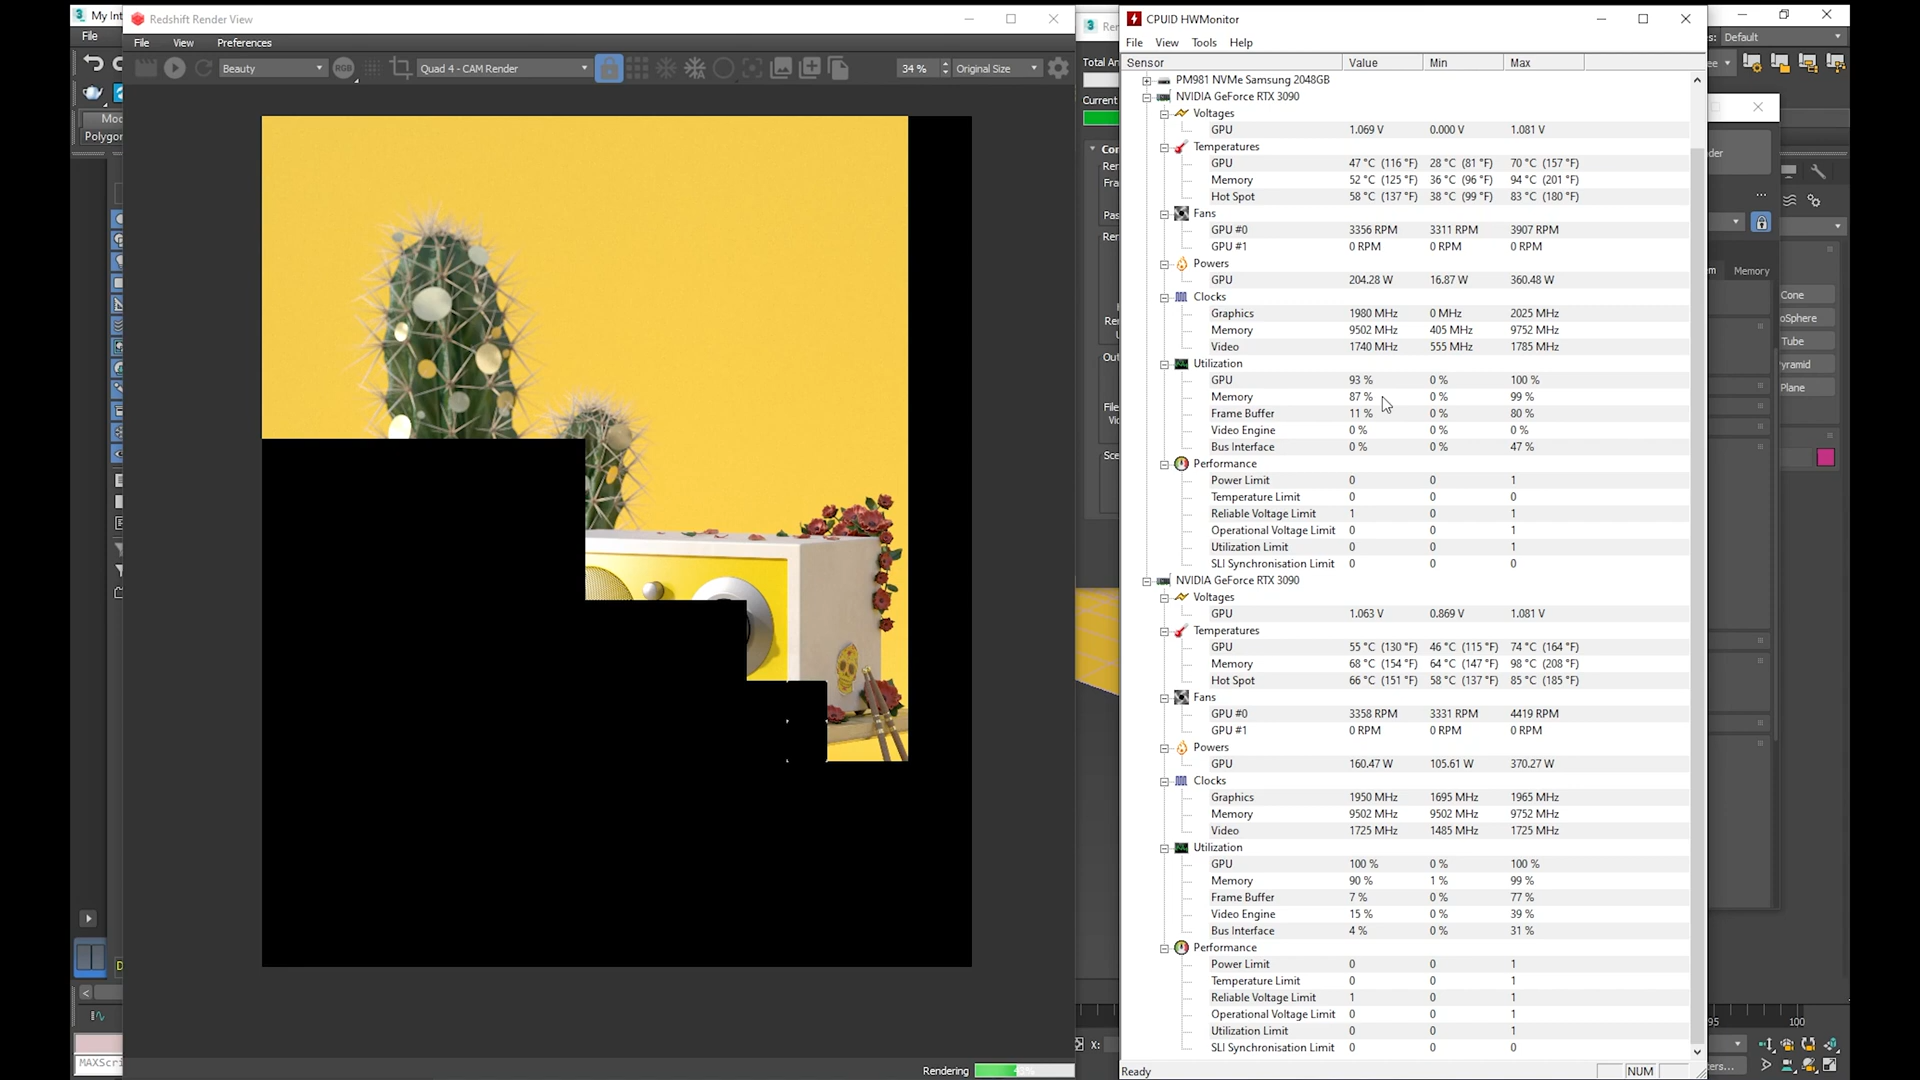 My Int
Redshift Render View
CPUID HWMonitor
File
File View Preferences
File View Tools Help
Default
Beauty
RGB
Quad 4 - CAM Render
34 %
Original Size
Total An
Current
Sensor Value Min Max
PM981 NVMe Samsung 2048GB
NVIDIA GeForce RTX 3090
Voltages
GPU 1.069 V 0.000 V 1.081 V
Temperatures
GPU 47 °C (116 °F) 28 °C (81 °F) 70 °C (157 °F)
Memory 52 °C (125 °F) 36 °C (96 °F) 94 °C (201 °F)
Hot Spot 58 °C (137 °F) 38 °C (99 °F) 83 °C (180 °F)
Fans
GPU #0 3356 RPM 3311 RPM 3907 RPM
GPU #1 0 RPM 0 RPM 0 RPM
Powers
GPU 204.28 W 16.87 W 360.48 W
Clocks
Graphics 1980 MHz 0 MHz 2025 MHz
Memory 9502 MHz 405 MHz 9752 MHz
Video 1740 MHz 555 MHz 1785 MHz
Utilization
GPU 93 % 0 % 100 %
Memory 87 % 0 % 99 %
Frame Buffer 11 % 0 % 80 %
Video Engine 0 % 0 % 0 %
Bus Interface 0 % 0 % 47 %
Performance
Power Limit 0 0 1
Temperature Limit 0 0 0
Reliable Voltage Limit 1 0 1
Operational Voltage Limit 0 0 1
Utilization Limit 0 0 1
SLI Synchronisation Limit 0 0 0
NVIDIA GeForce RTX 3090
Voltages
GPU 1.063 V 0.869 V 1.081 V
Temperatures
GPU 55 °C (130 °F) 46 °C (115 °F) 74 °C (164 °F)
Memory 68 °C (154 °F) 64 °C (147 °F) 98 °C (208 °F)
Hot Spot 66 °C (151 °F) 58 °C (137 °F) 85 °C (185 °F)
Fans
GPU #0 3358 RPM 3331 RPM 4419 RPM
GPU #1 0 RPM 0 RPM 0 RPM
Powers
GPU 160.47 W 105.61 W 370.27 W
Clocks
Graphics 1950 MHz 1695 MHz 1965 MHz
Memory 9502 MHz 9502 MHz 9752 MHz
Video 1725 MHz 1485 MHz 1725 MHz
Utilization
GPU 100 % 0 % 100 %
Memory 90 % 1 % 99 %
Frame Buffer 7 % 0 % 77 %
Video Engine 15 % 0 % 39 %
Bus Interface 4 % 0 % 31 %
Performance
Power Limit 0 0 1
Temperature Limit 0 0 1
Reliable Voltage Limit 1 0 1
Operational Voltage Limit 0 0 1
Utilization Limit 0 0 1
SLI Synchronisation Limit 0 0 0
Ready
NUM
Mod
Polygon
Memory
Cone
oSphere
Tube
yramid
Plane
95
100
X:
MAXScri
Rendering